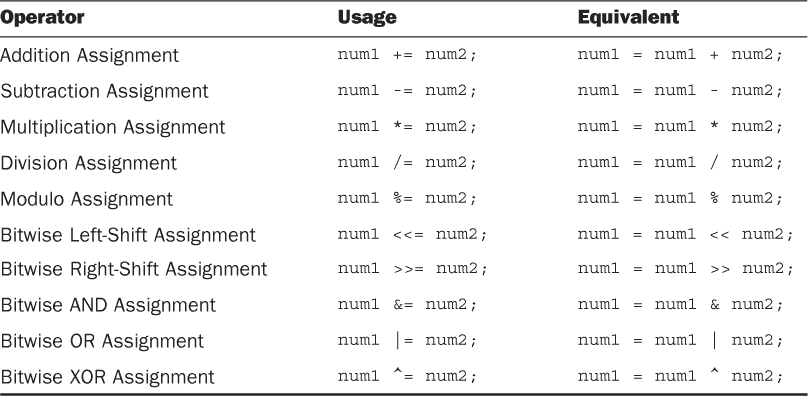 Operator Usage Equivalent
Addition Assignment num1 += num2; num1 = num1 + num2;
Subtraction Assignment num1 -= num2; num1 = num1 - num2;
Multiplication Assignment num1 *= num2; num1 = num1 * num2;
Division Assignment num1 /= num2; num1 = num1 / num2;
Modulo Assignment num1 %= num2; num1 = num1 % num2;
Bitwise Left-Shift Assignment num1 <<= num2; num1 = num1 << num2;
Bitwise Right-Shift Assignment num1 >>= num2; num1 = num1 >> num2;
Bitwise AND Assignment num1 &= num2; num1 = num1 & num2;
Bitwise OR Assignment num1 |= num2; num1 = num1 | num2;
Bitwise XOR Assignment num1 ^= num2; num1 = num1 ^ num2;